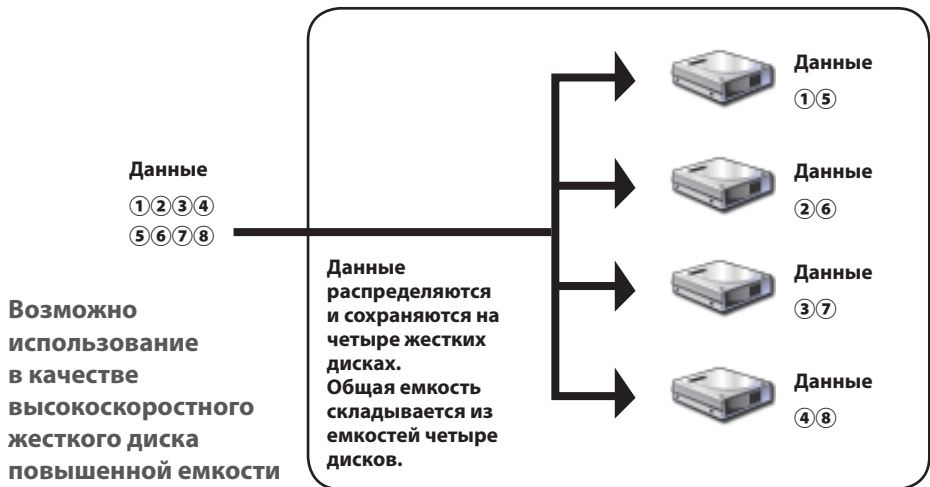 Данные
①②③④
⑤⑥⑦⑧
Возможно
использование
в качестве
высокоскоростного
жесткого диска
повышенной емкости
Данные
распределяются
и сохраняются на
четыре жестких
дисках.
Общая емкость
складывается из
емкостей четыре
дисков.
Данные
①⑤
Данные
②⑥
Данные
③⑦
Данные
④⑧